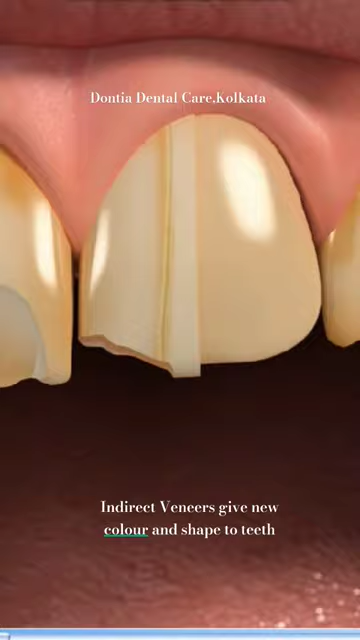 Dontia Dental Care,Kolkata
Indirect Veneers give new
colour and shape to teeth